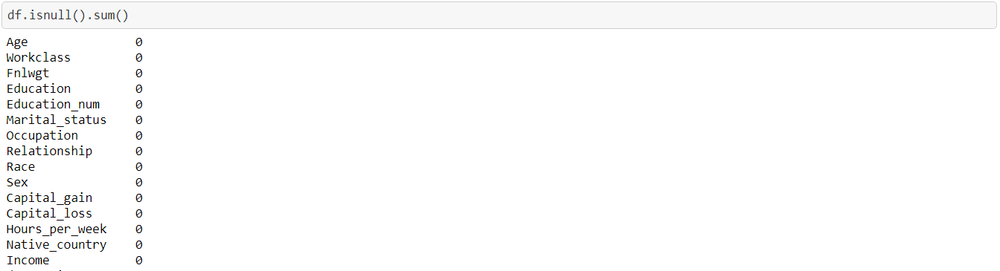 df.isnull().sum()
Age 0
Workclass 0
Fnlwgt 0
Education 0
Education_num 0
Marital_status 0
Occupation 0
Relationship 0
Race 0
Sex 0
Capital_gain 0
Capital_loss 0
Hours_per_week 0
Native_country 0
Income 0